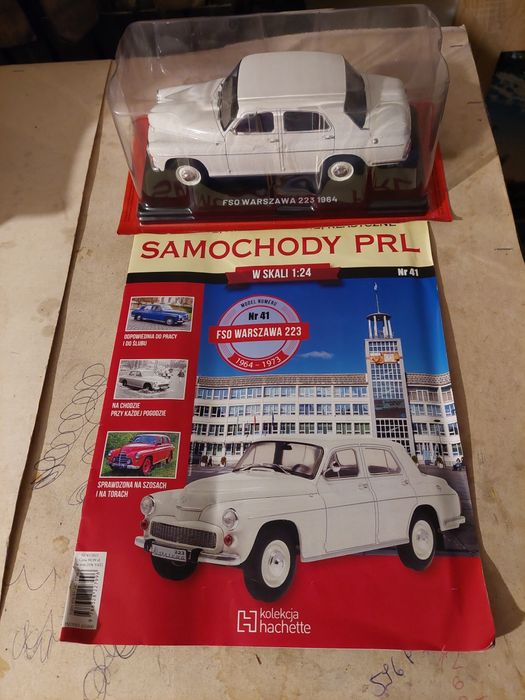 FSO WARSZAWA 223 1964
SAMOCHODY PRL
W SKALI 1:24
Nr 41
MODEL NUMERU
Nr 41
FSO WARSZAWA 223
1964 - 1973
ODPOWIEDNIA DO PRACY
I DO ŚLUBU
NA CHODZIE
PRZY KAŻDEJ POGODZIE
SPRAWDZONA NA SZOSACH
I NA TORACH
223
kolekcja
hachette